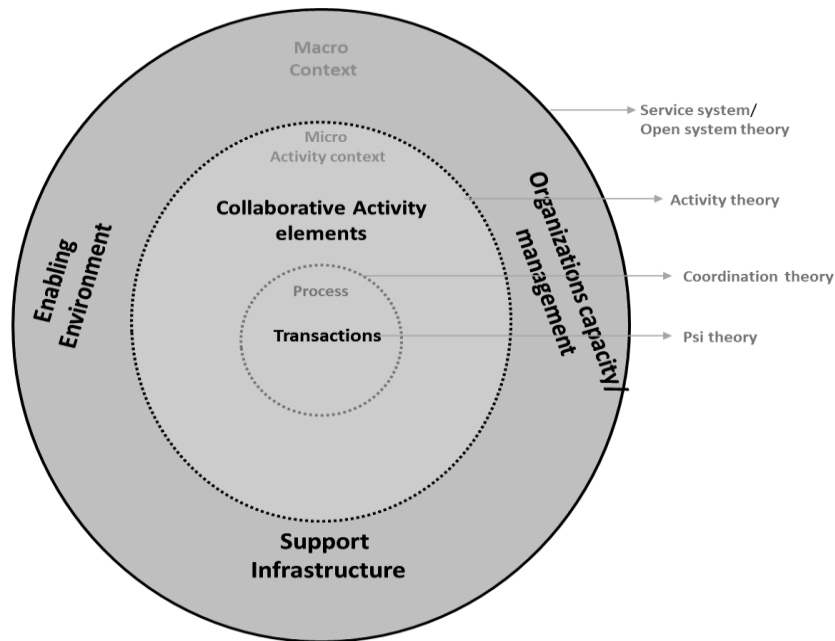 Macro
Context
Service system/
Open system theory
Micro
Activity context
Activity theory
Collaborative Activity
elements
Enabling
Environment
Organizations capacity/
management
Coordination theory
Process
Transactions
Psi theory
Support
Infrastructure